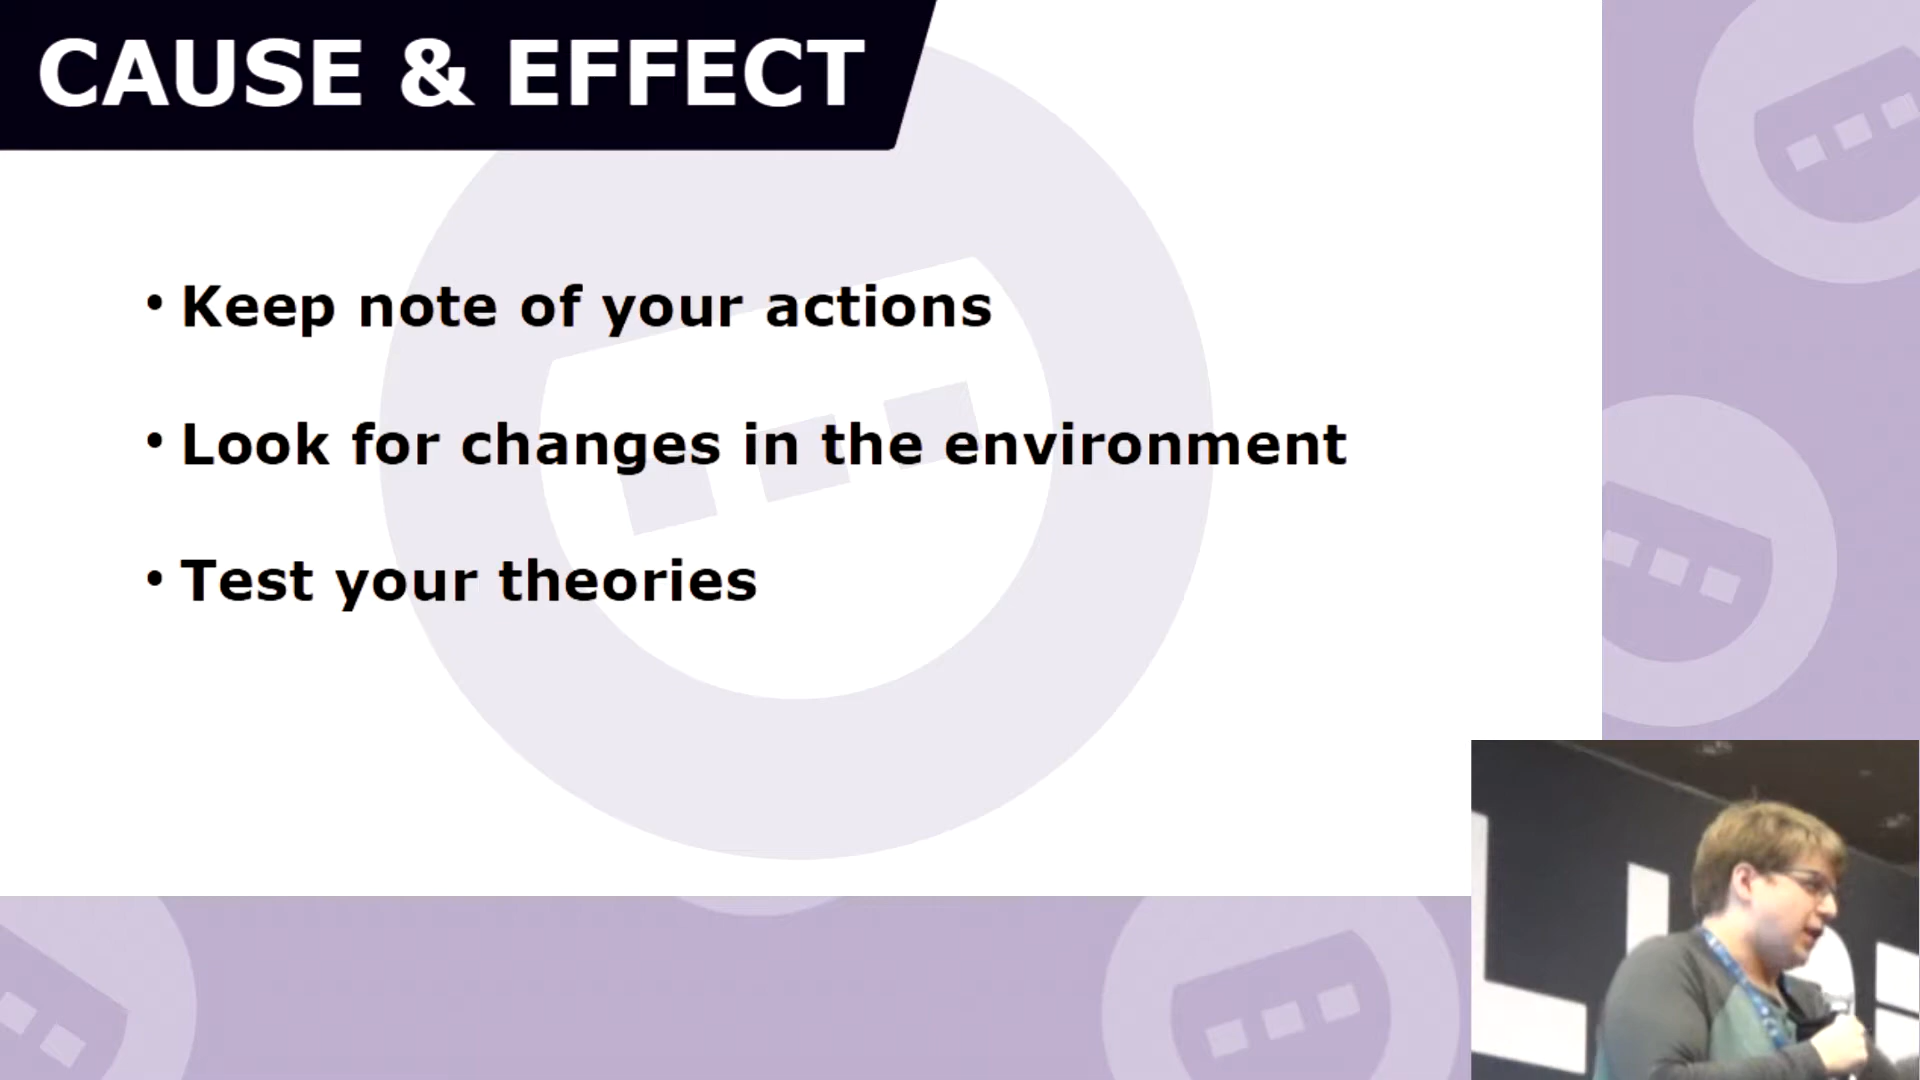 CAUSE & EFFECT
• Keep note of your actions
• Look for changes in the environment
• Test your theories